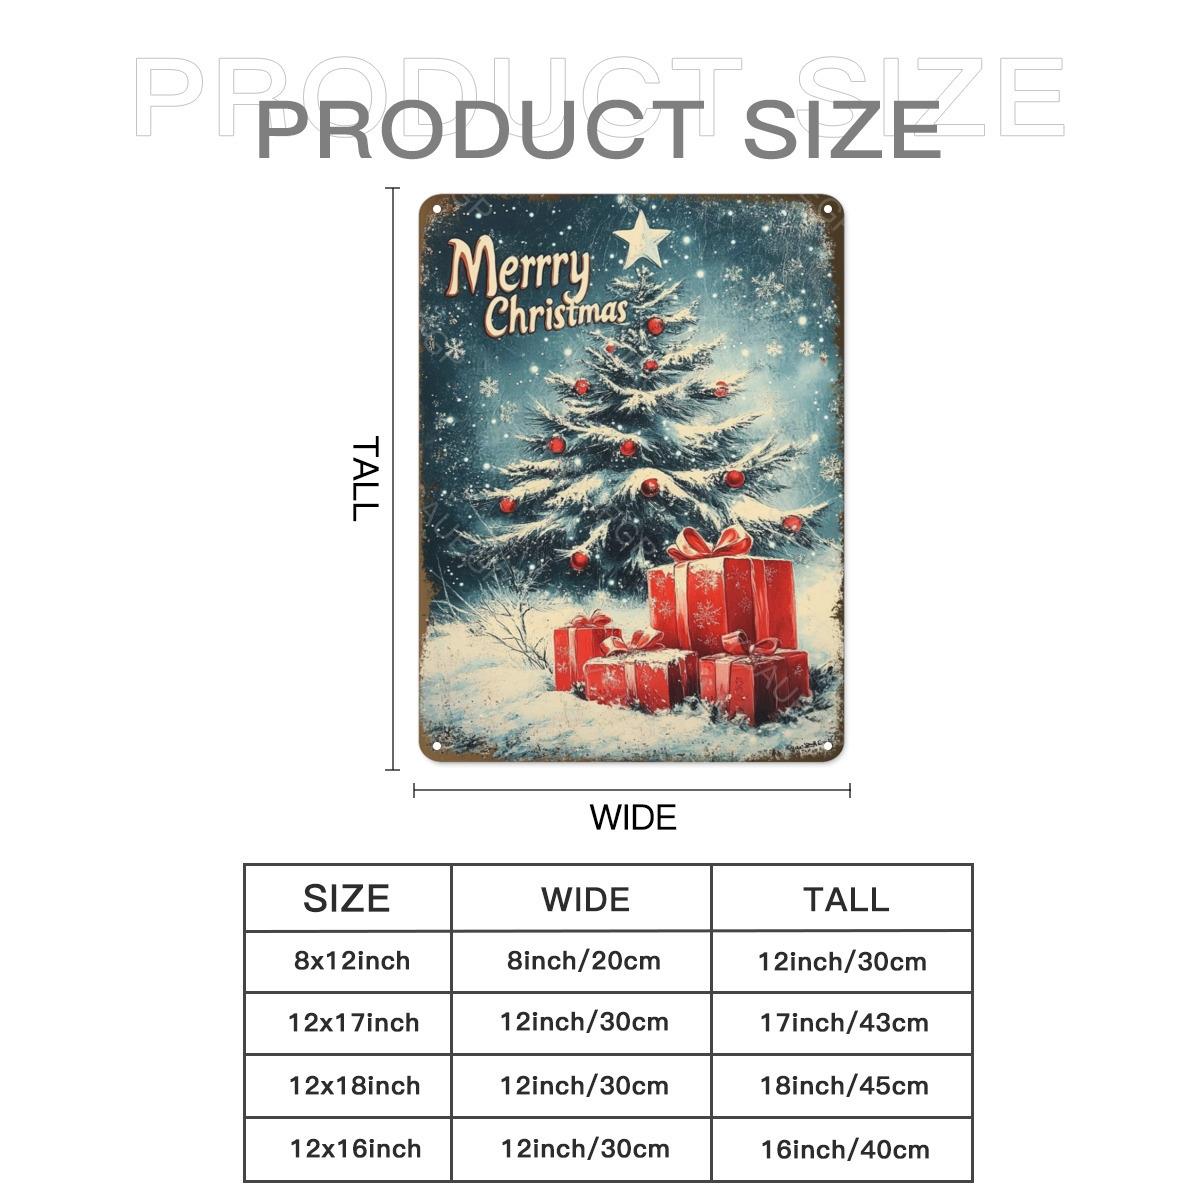 PRODUCT SIZE
PRODUCT SIZE
Merrry
Christmas
TALL
WIDE
SIZE WIDE TALL
8x12inch 8inch/20cm 12inch/30cm
12x17inch 12inch/30cm 17inch/43cm
12x18inch 12inch/30cm 18inch/45cm
12x16inch 12inch/30cm 16inch/40cm